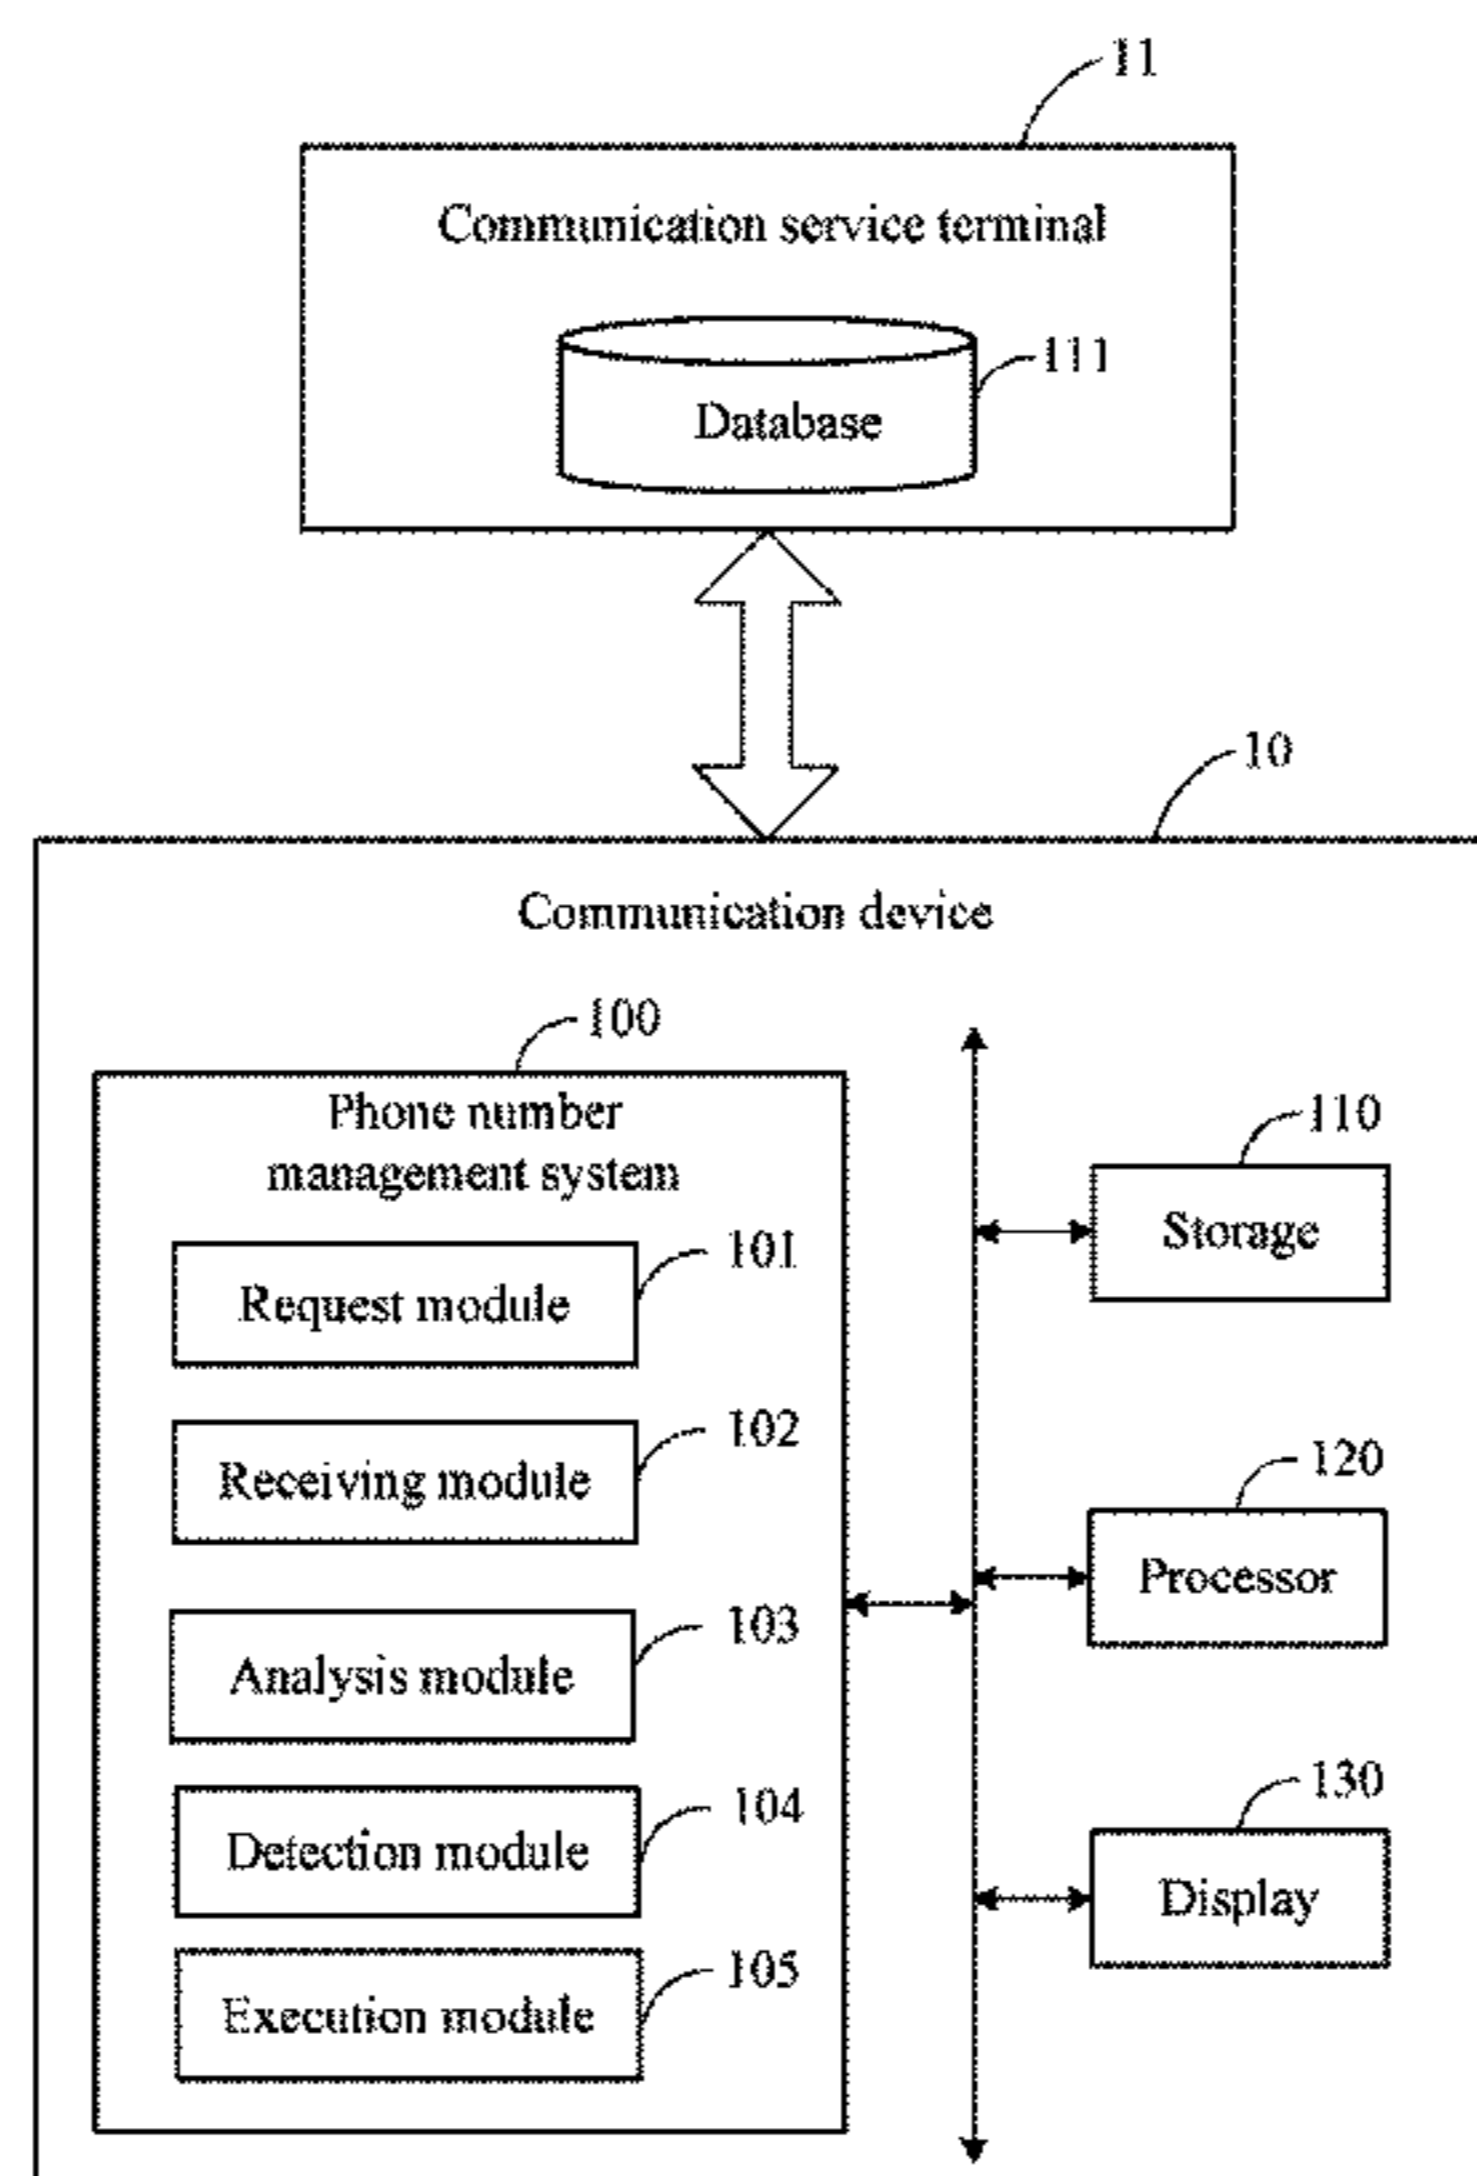 11
Communication service terminal
111
Database
10
Communication device
100
Phone number
management system
101
Request module
102
Receiving module
103
Analysis module
104
Detection module
105
Execution module
110
Storage
120
Processor
130
Display